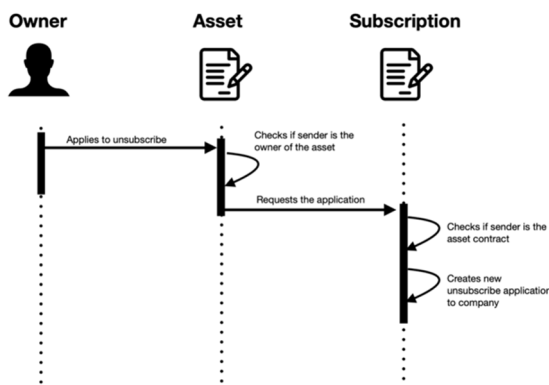 Owner
Asset
Subscription
Applies to unsubscribe
Checks if sender is the
owner of the asset
Requests the application
Checks if sender is the
asset contract
Creates new
unsubscribe application
to company